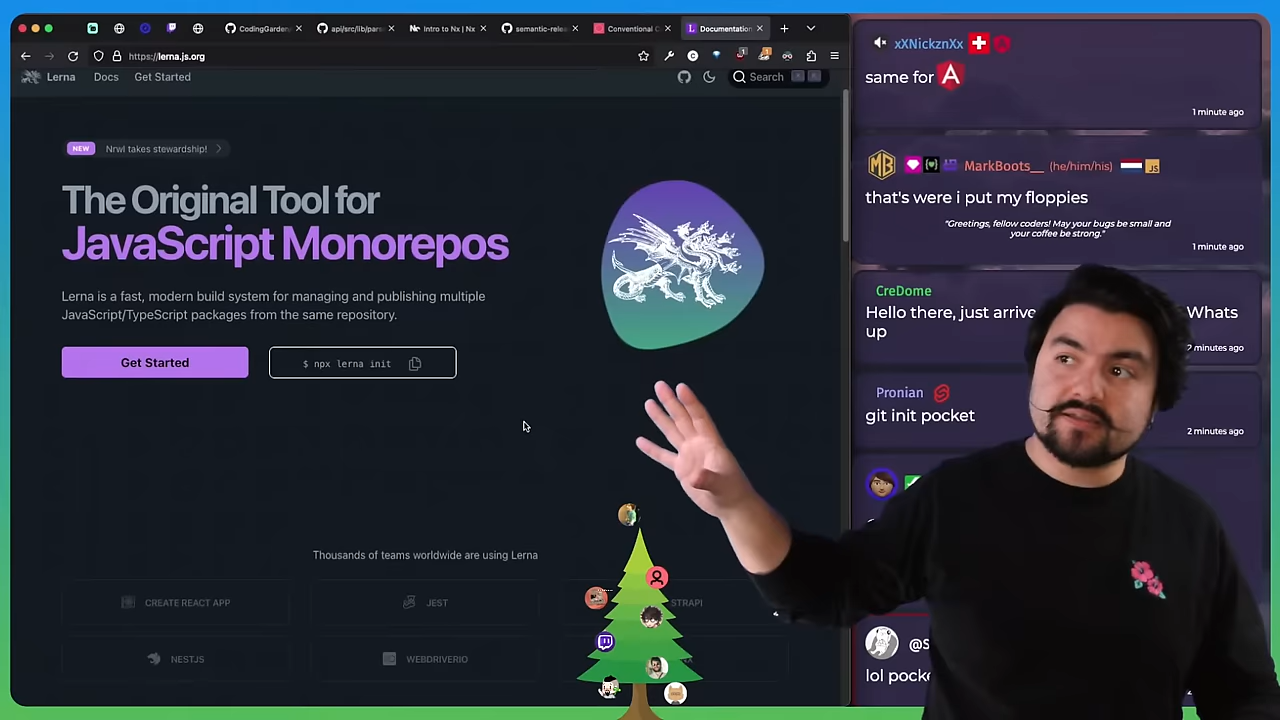 CodingGarden
api/src/lib/pars
Intro to Nx | Nx
semantic-rele
Conventional C
Documentation
https://lerna.js.org
Lerna
Docs
Get Started
Search
NEW
Nrwl takes stewardship!
The Original Tool for
JavaScript Monorepos
Lerna is a fast, modern build system for managing and publishing multiple
JavaScript/TypeScript packages from the same repository.
Get Started
$ npx lerna init
Thousands of teams worldwide are using Lerna
CREATE REACT APP
JEST
STRAPI
NESTJS
WEBDRIVERIO
xXNickznXx
same for
1 minute ago
MB
MarkBoots__ (he/him/his)
JS
that's were i put my floppies
"Greetings, fellow coders! May your bugs be small and
your coffee be strong."
1 minute ago
CreDome
Hello there, just arrive Whats
up
2 minutes ago
Pronian
git init pocket
2 minutes ago
@S
lol pocke